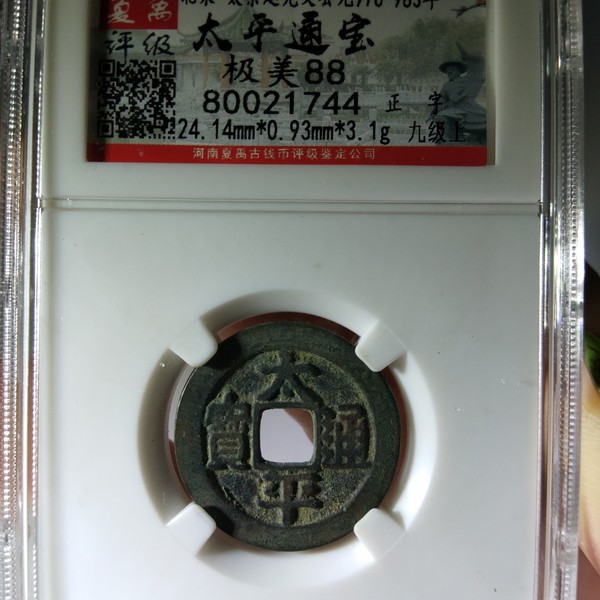 夏禹
评级
太平通宝
极美88
80021744 正字
24.14mm*0.93mm*3.1g 九级上
河南夏禹古钱币评级鉴定公司
太
寶 通
平